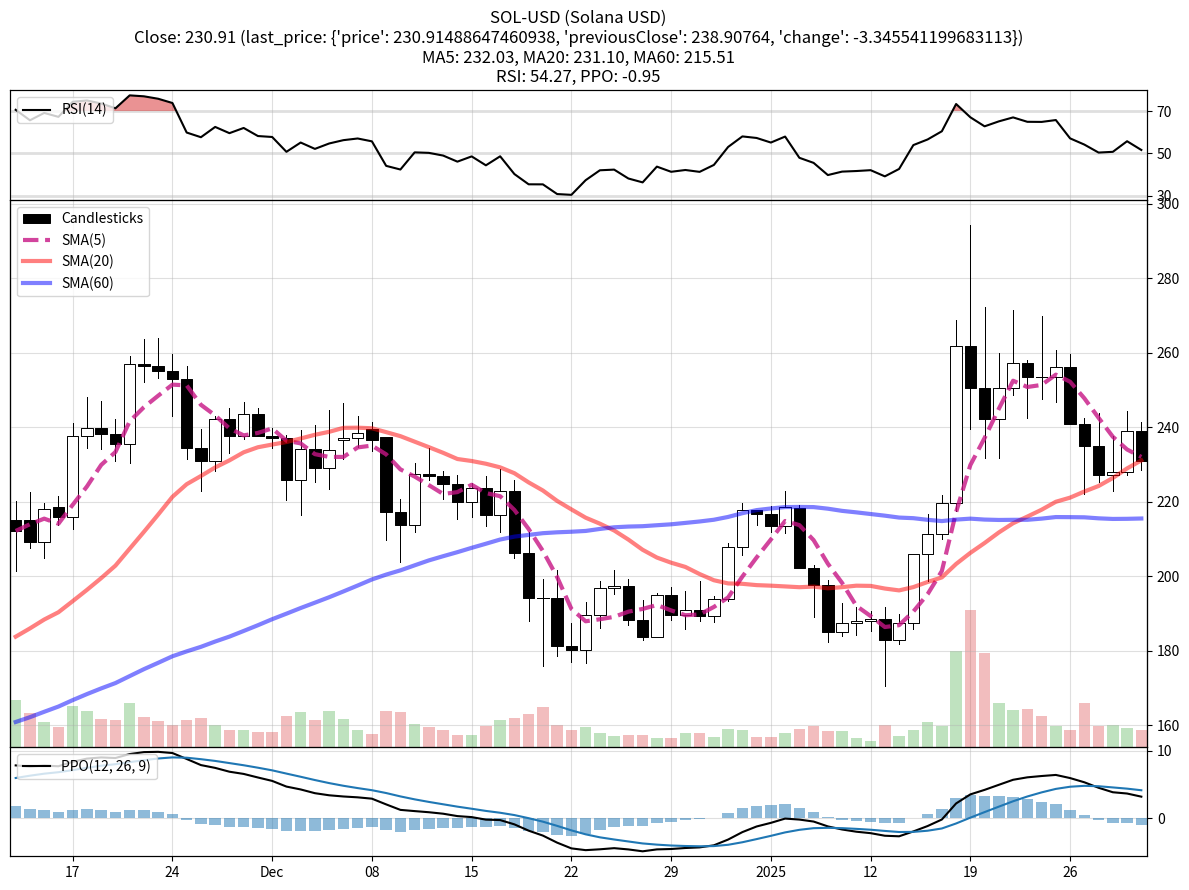 SOL-USD (Solana USD)
Close: 230.91 (last_price: {'price': 230.91488647460938, 'previousClose': 238.90764, 'change': -3.345541199683113})
MA5: 232.03, MA20: 231.10, MA60: 215.51
RSI: 54.27, PPO: -0.95
RSI(14)
70
50
30
Candlesticks
SMA(5)
SMA(20)
SMA(60)
300
280
260
240
220
200
180
160
PPO(12, 26, 9)
10
0
17 24 Dec 08 15 22 29 2025 12 19 26